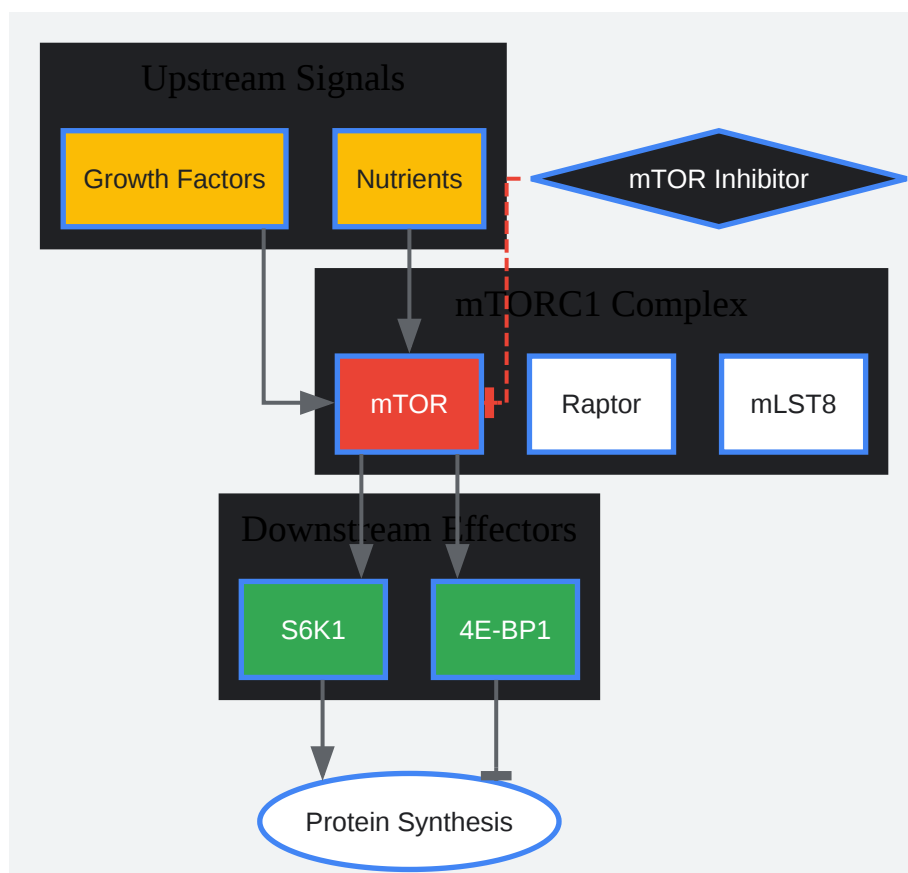 Upstream Signals
Growth Factors
Nutrients
mTOR Inhibitor
mTORC1 Complex
mTOR
Raptor
mLST8
Downstream Effectors
S6K1
4E-BP1
Protein Synthesis